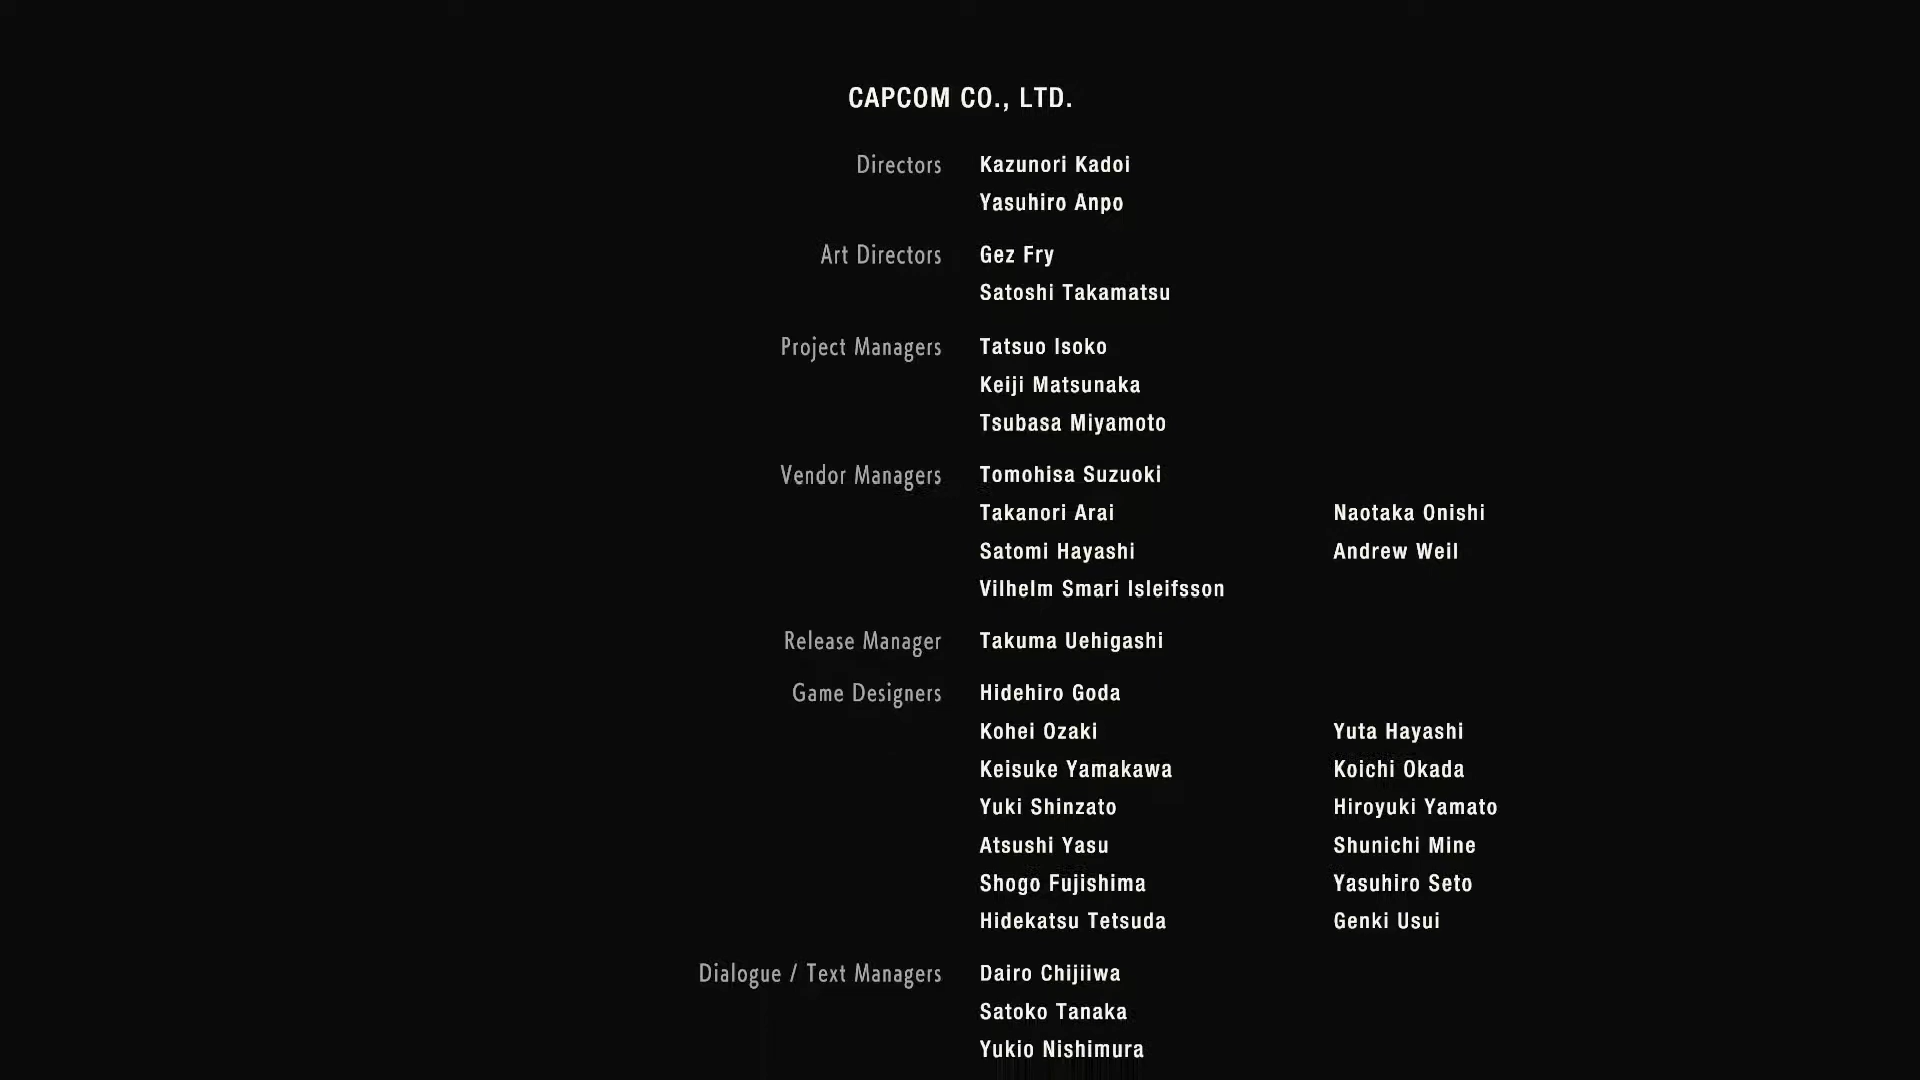 CAPCOM CO., LTD.
Directors Kazunori Kadoi
Yasuhiro Anpo
Art Directors Gez Fry
Satoshi Takamatsu
Project Managers Tatsuo Isoko
Keiji Matsunaka
Tsubasa Miyamoto
Vendor Managers Tomohisa Suzuoki
Takanori Arai Naotaka Onishi
Satomi Hayashi Andrew Weil
Vilhelm Smari Isleifsson
Release Manager Takuma Uehigashi
Game Designers Hidehiro Goda
Kohei Ozaki Yuta Hayashi
Keisuke Yamakawa Koichi Okada
Yuki Shinzato Hiroyuki Yamato
Atsushi Yasu Shunichi Mine
Shogo Fujishima Yasuhiro Seto
Hidekatsu Tetsuda Genki Usui
Dialogue / Text Managers Dairo Chijiiwa
Satoko Tanaka
Yukio Nishimura